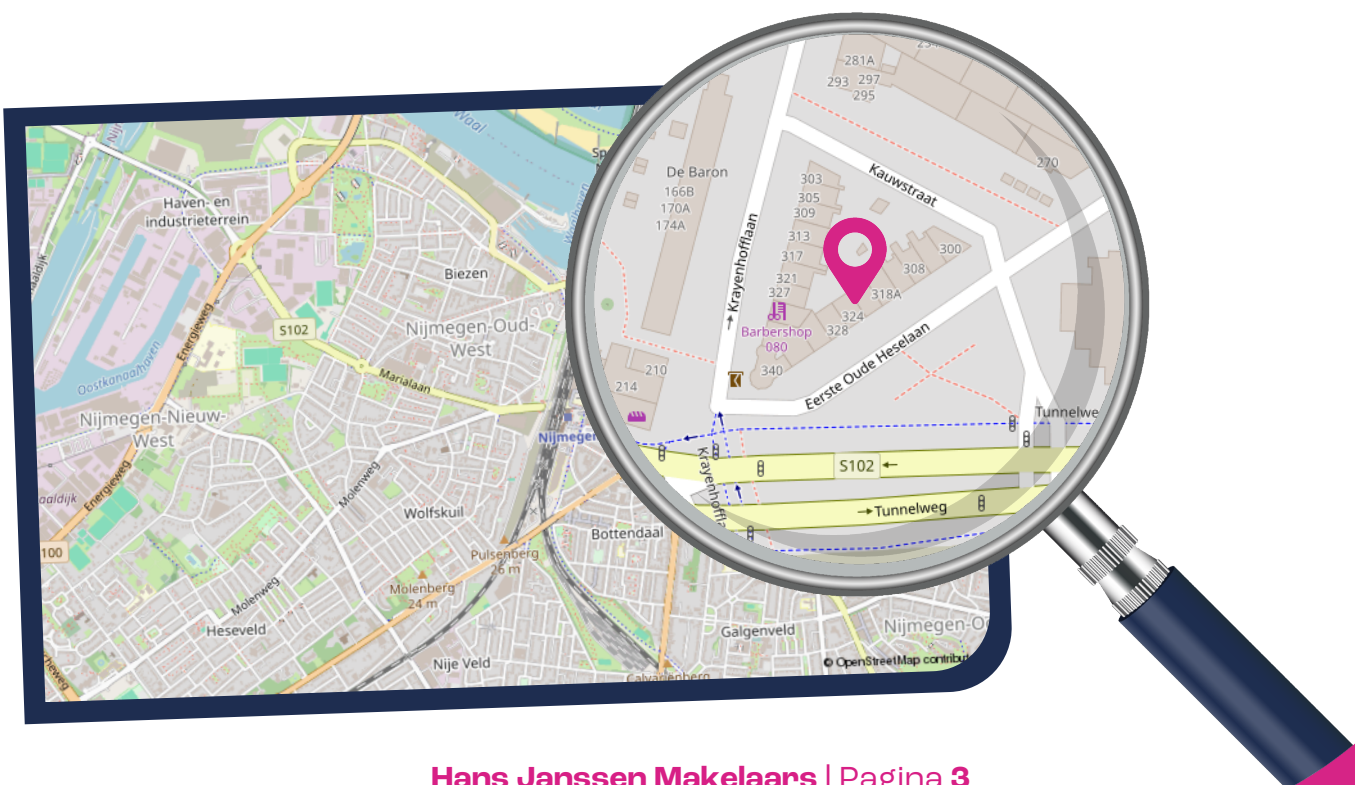 Waal
Haven- en
industrieterrein
Biezen
Nijmegen-Oud-
West
S102
Energieweg
Marialaan
Oostkanaalhaven
Nijmegen-Nieuw-
West
Energieweg
Molenweg
Wolfskuil
100
Pulsenberg
26 m
Molenberg
24 m
Bottendaal
Molenweg
Heseveld
Nije Veld
Galgenveld
© OpenStreetMap contribut
281A
293 297
295
270
De Baron
166B
170A
174A
Kauwstraat
303
305
309
313
317
321
327
Krayenhofflaan
300
308
318A
324
328
Barbershop
080
340
Eerste Oude Heselaan
210
214
Tunnelwe
S102
Krayenhoffla
Tunnelweg
Hans Janssen Makelaars | Pagina 3